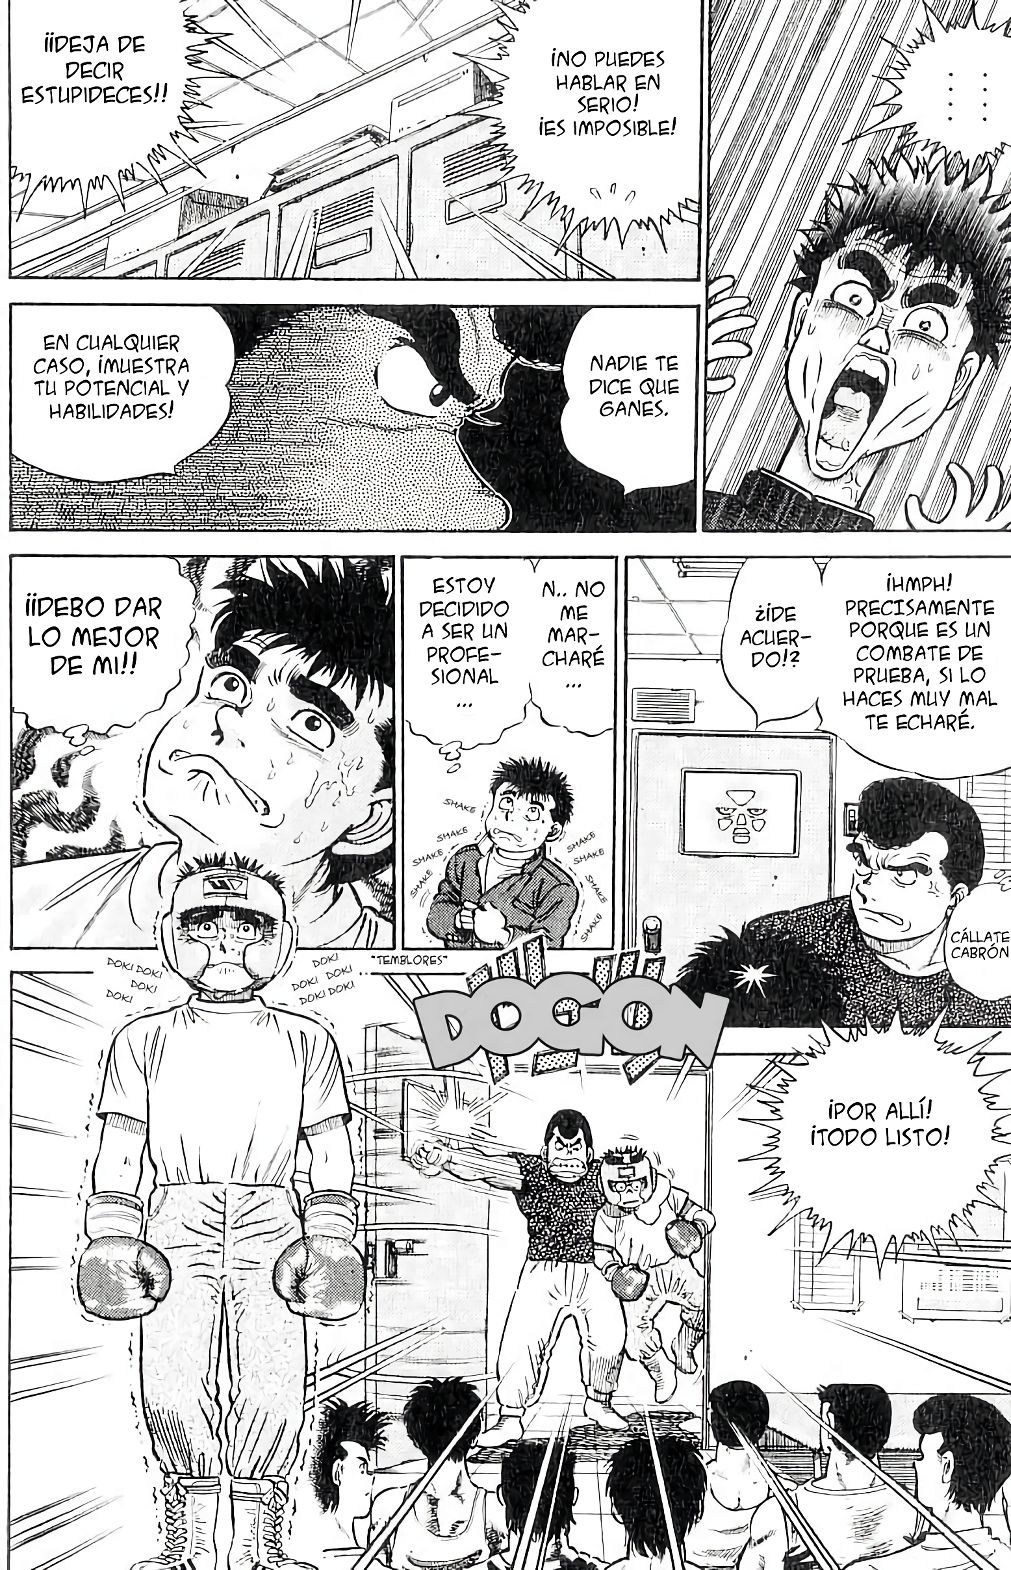 . .
. .
. .
¡NO PUEDES
HABLAR EN
SERIO!
¡ES IMPOSIBLE!
¡¡DEJA DE
DECIR
ESTUPIDECES!!
NADIE TE
DICE QUE
GANES.
EN CUALQUIER
CASO, ¡MUESTRA
TU POTENCIAL Y
HABILIDADES!
¡HMPH!
PRECISAMENTE
PORQUE ES UN
COMBATE DE
PRUEBA, SI LO
HACES MUY MAL
TE ECHARÉ.
¿¡DE
ACUER-
DO!?
CÁLLATE
CABRÓN
N.. NO
ME
MAR-
CHARÉ
...
ESTOY
DECIDIDO
A SER UN
PROFE-
SIONAL
...
SHAKE
SHAKE
SHAKE
SHAKE
SHAKE
SHAKE
SHAKE
SHAKE
¡¡DEBO DAR
LO MEJOR
DE MI!!
"TEMBLORES"
DOGON
¡POR ALLÍ!
¡TODO LISTO!
DOKI
DOKI DOKI
DOKI DOKI
DOKI
DOKI DOKI
DOKI